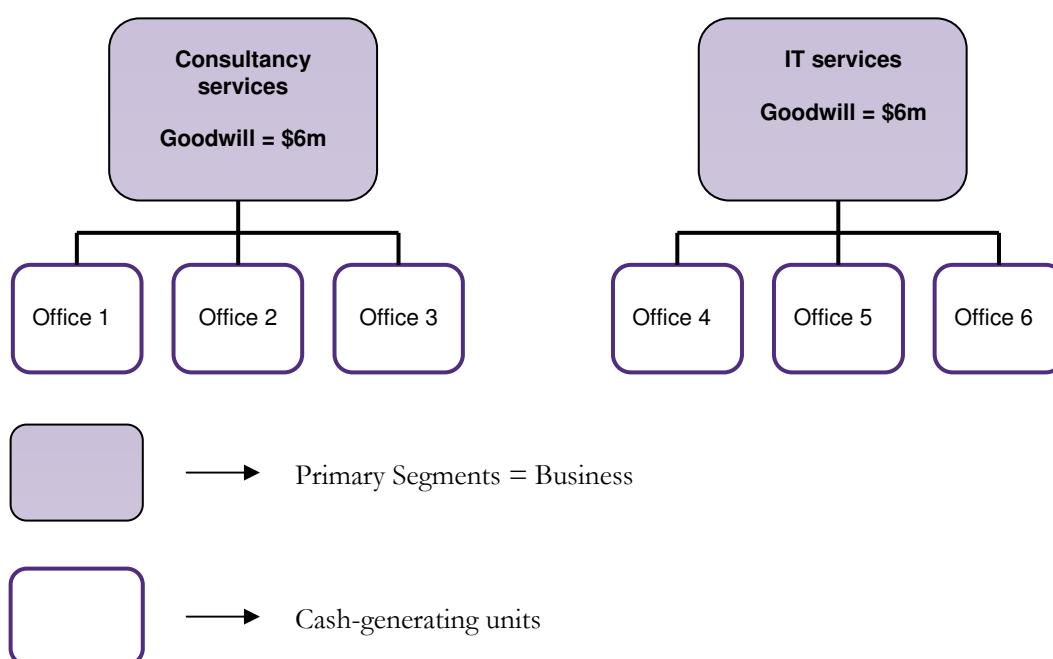 Consultancy
services
Goodwill = $6m
IT services
Goodwill = $6m
Office 1
Office 2
Office 3
Office 4
Office 5
Office 6
Primary Segments = Business
Cash-generating units